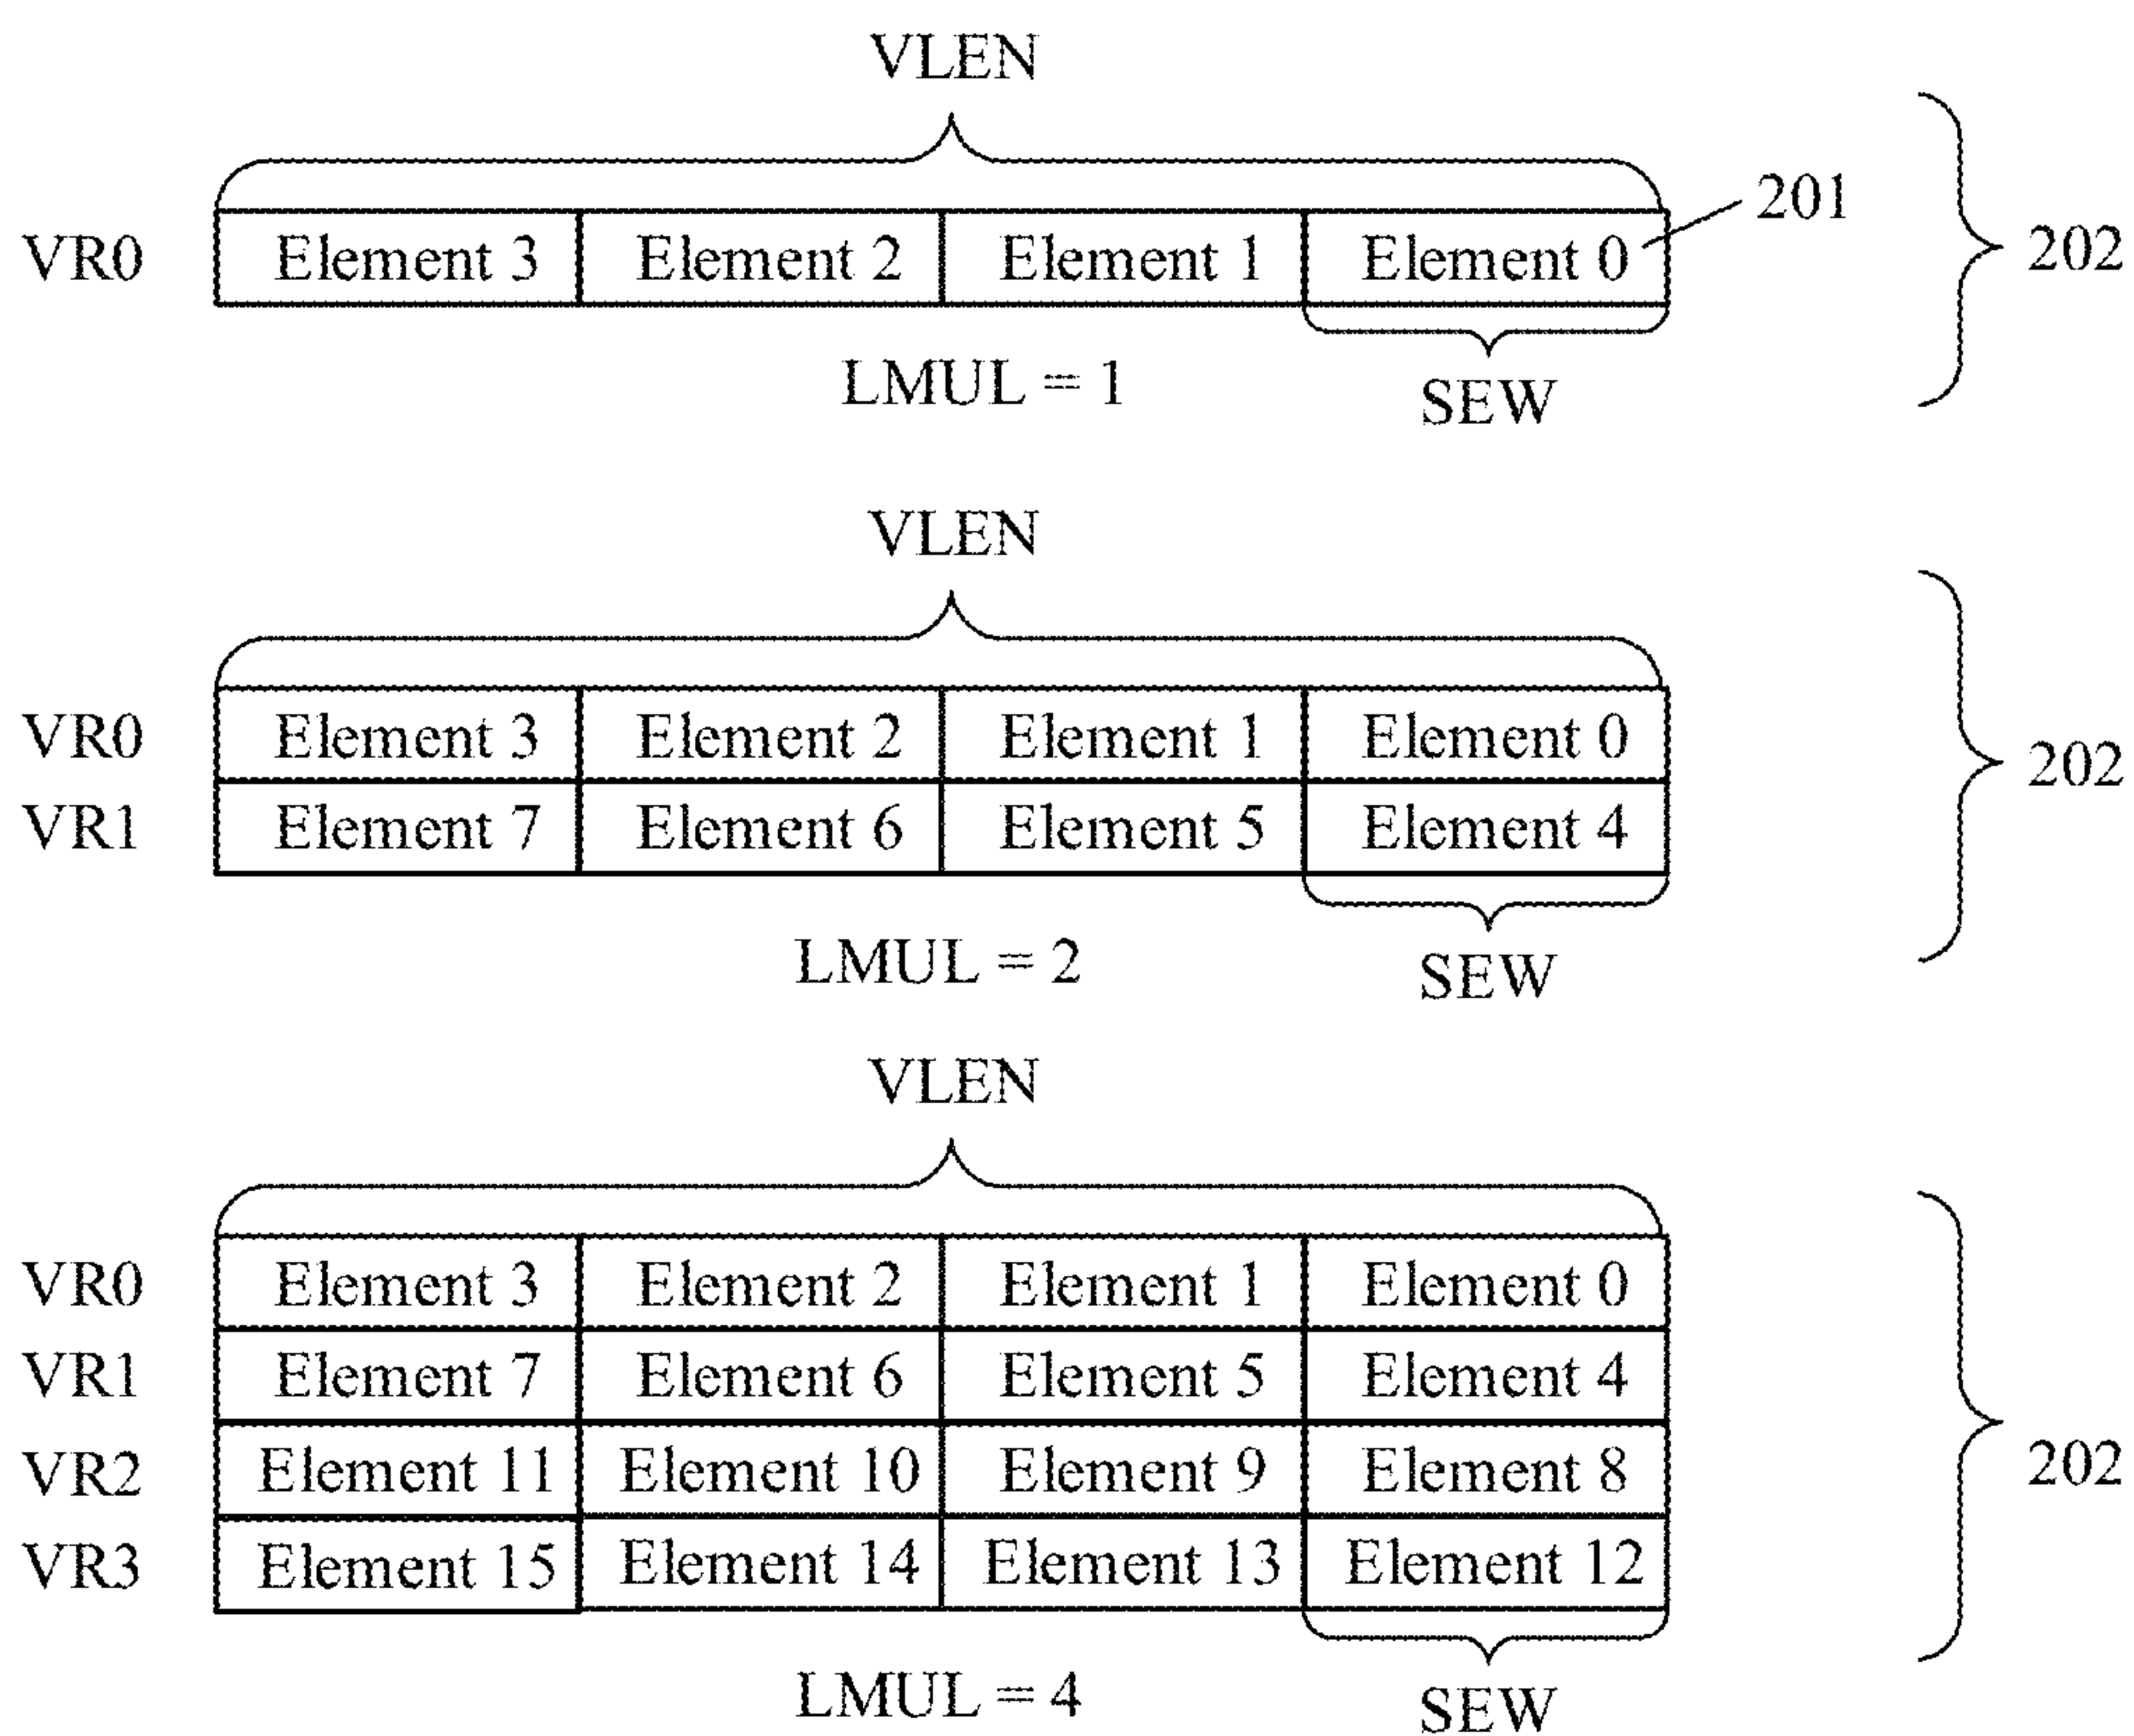 VLEN
201
VR0 Element 3 Element 2 Element 1 Element 0 202
LMUL = 1 SEW
VLEN
VR0 Element 3 Element 2 Element 1 Element 0
202
VR1 Element 7 Element 6 Element 5 Element 4
LMUL = 2 SEW
VLEN
VR0 Element 3 Element 2 Element 1 Element 0
VR1 Element 7 Element 6 Element 5 Element 4
VR2 Element 11 Element 10 Element 9 Element 8 202
VR3 Element 15 Element 14 Element 13 Element 12
LMUL = 4 SEW